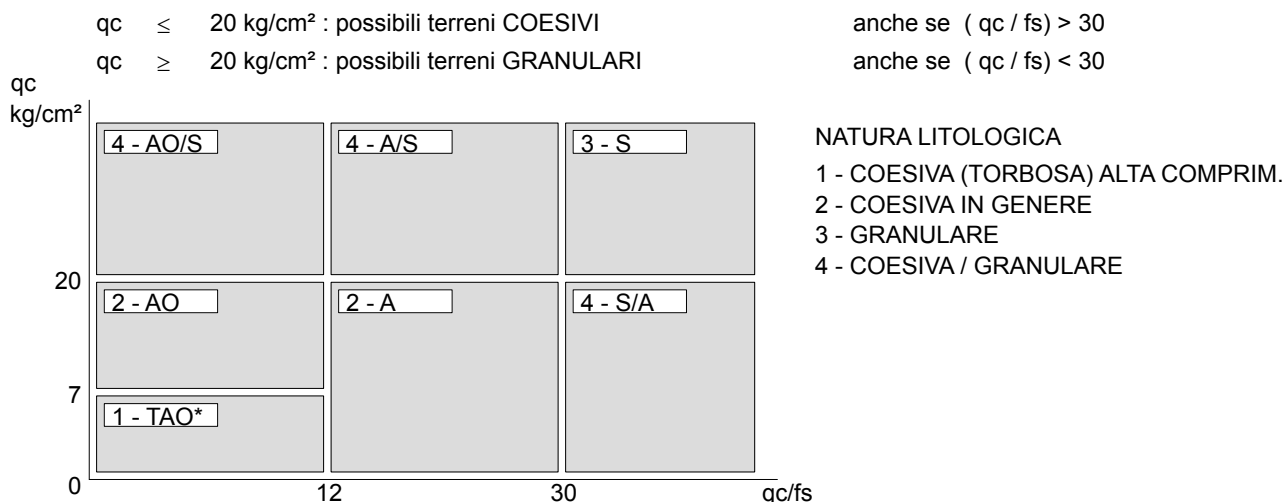 qc ≤ 20 kg/cm² : possibili terreni COESIVI anche se ( qc / fs) > 30
qc ≥ 20 kg/cm² : possibili terreni GRANULARI anche se ( qc / fs) < 30
qc
kg/cm²
4 - AO/S 4 - A/S 3 - S
NATURA LITOLOGICA
1 - COESIVA (TORBOSA) ALTA COMPRIM.
2 - COESIVA IN GENERE
3 - GRANULARE
4 - COESIVA / GRANULARE
20
2 - AO 2 - A 4 - S/A
7
1 - TAO*
0
12 30 qc/fs